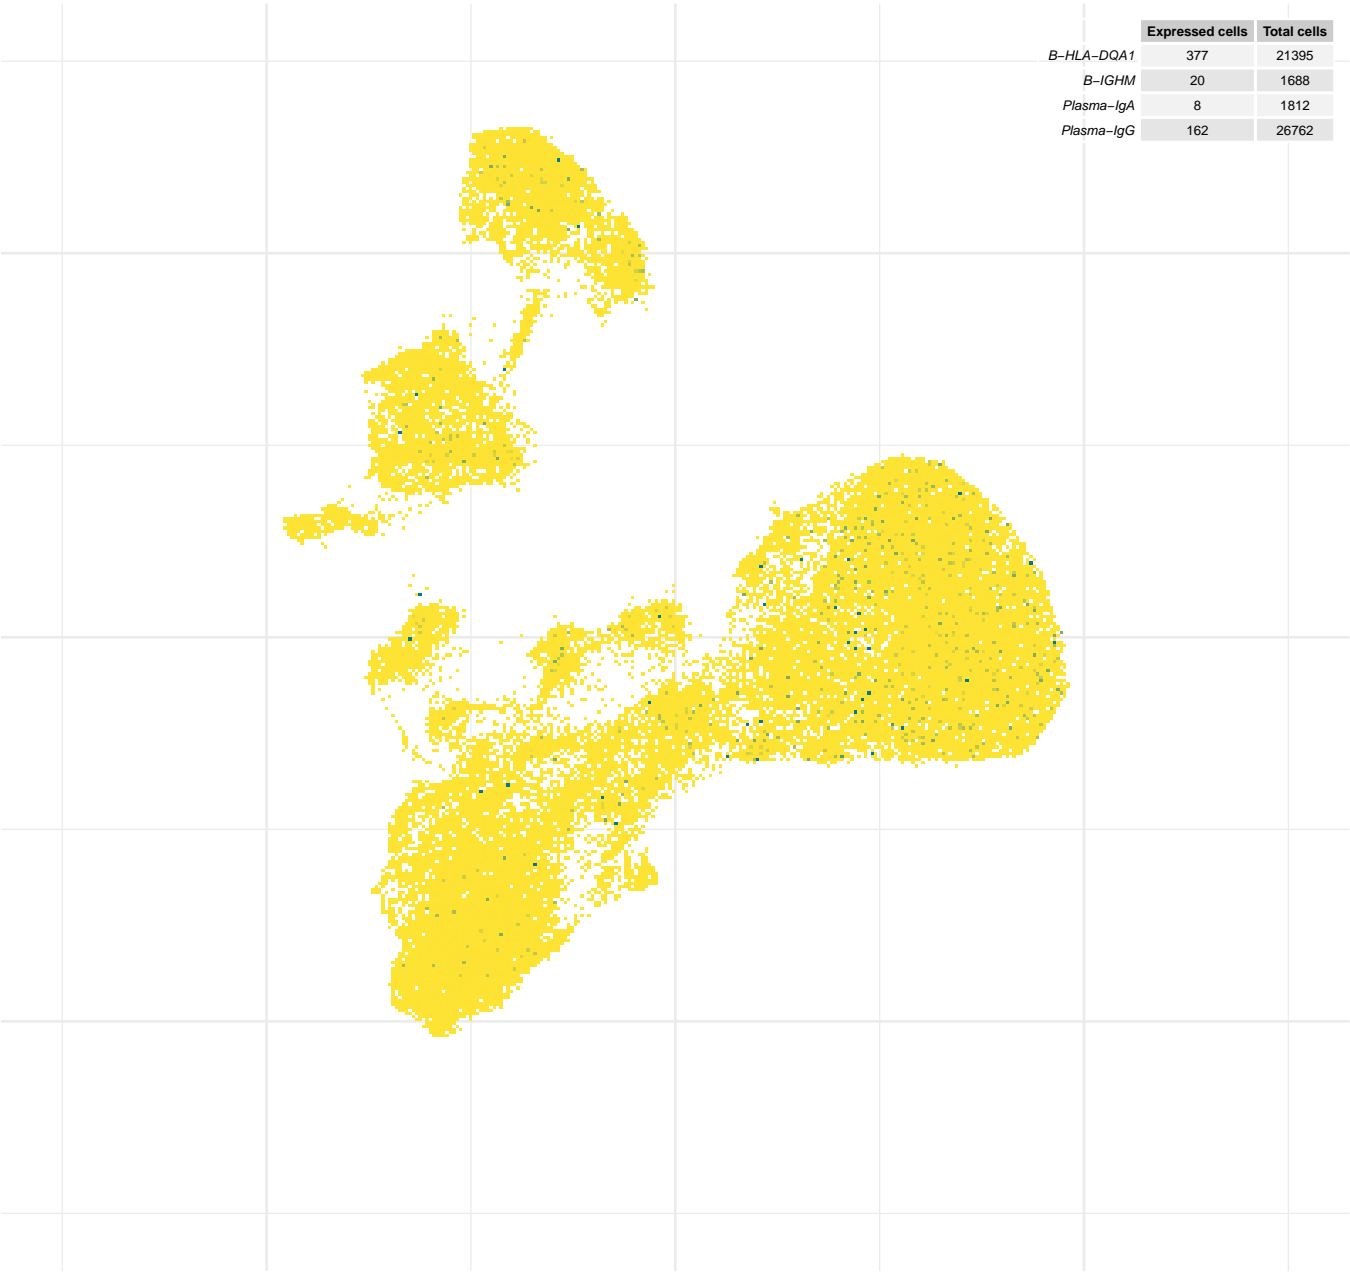 Expressed cells Total cells
B−HLA−DQA1 377 21395
B−IGHM 20 1688
Plasma−IgA 8 1812
Plasma−IgG 162 26762